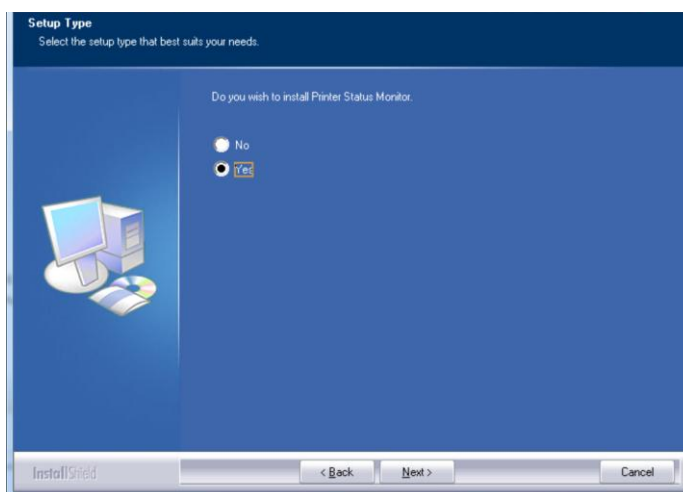 Setup Type
Select the setup type that best suits your needs.
Do you wish to install Printer Status Monitor.
No
Yes
InstallShield
< Back
Next >
Cancel